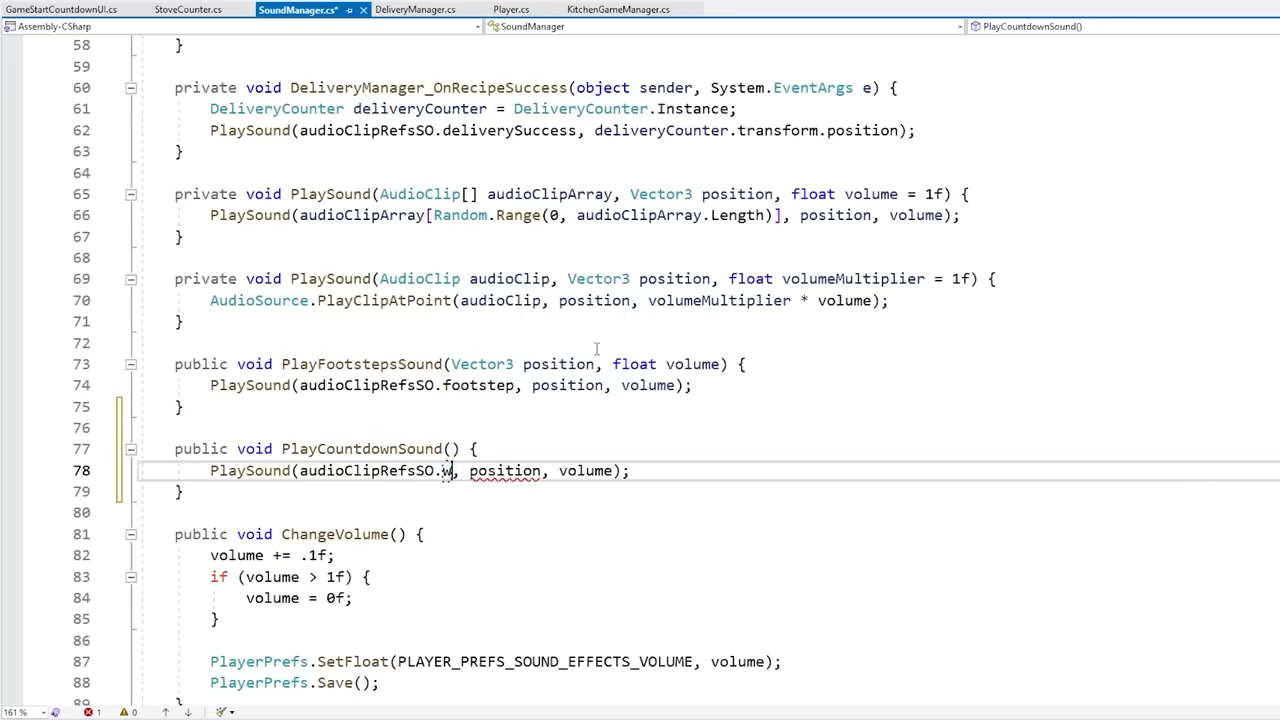 GameStartCountdownUI.cs StoveCounter.cs SoundManager.cs* DeliveryManager.cs Player.cs KitchenGameManager.cs
Assembly-CSharp SoundManager PlayCountdownSound()
58 }
59
60 private void DeliveryManager_OnRecipeSuccess(object sender, System.EventArgs e) {
61 DeliveryCounter deliveryCounter = DeliveryCounter.Instance;
62 PlaySound(audioClipRefsSO.deliverySuccess, deliveryCounter.transform.position);
63 }
64
65 private void PlaySound(AudioClip[] audioClipArray, Vector3 position, float volume = 1f) {
66 PlaySound(audioClipArray[Random.Range(0, audioClipArray.Length)], position, volume);
67 }
68
69 private void PlaySound(AudioClip audioClip, Vector3 position, float volumeMultiplier = 1f) {
70 AudioSource.PlayClipAtPoint(audioClip, position, volumeMultiplier * volume);
71 }
72
73 public void PlayFootstepsSound(Vector3 position, float volume) {
74 PlaySound(audioClipRefsSO.footstep, position, volume);
75 }
76
77 public void PlayCountdownSound() {
78 PlaySound(audioClipRefsSO.w, position, volume);
79 }
80
81 public void ChangeVolume() {
82 volume += .1f;
83 if (volume > 1f) {
84 volume = 0f;
85 }
86
87 PlayerPrefs.SetFloat(PLAYER_PREFS_SOUND_EFFECTS_VOLUME, volume);
88 PlayerPrefs.Save();
89 }
161 % 1 0